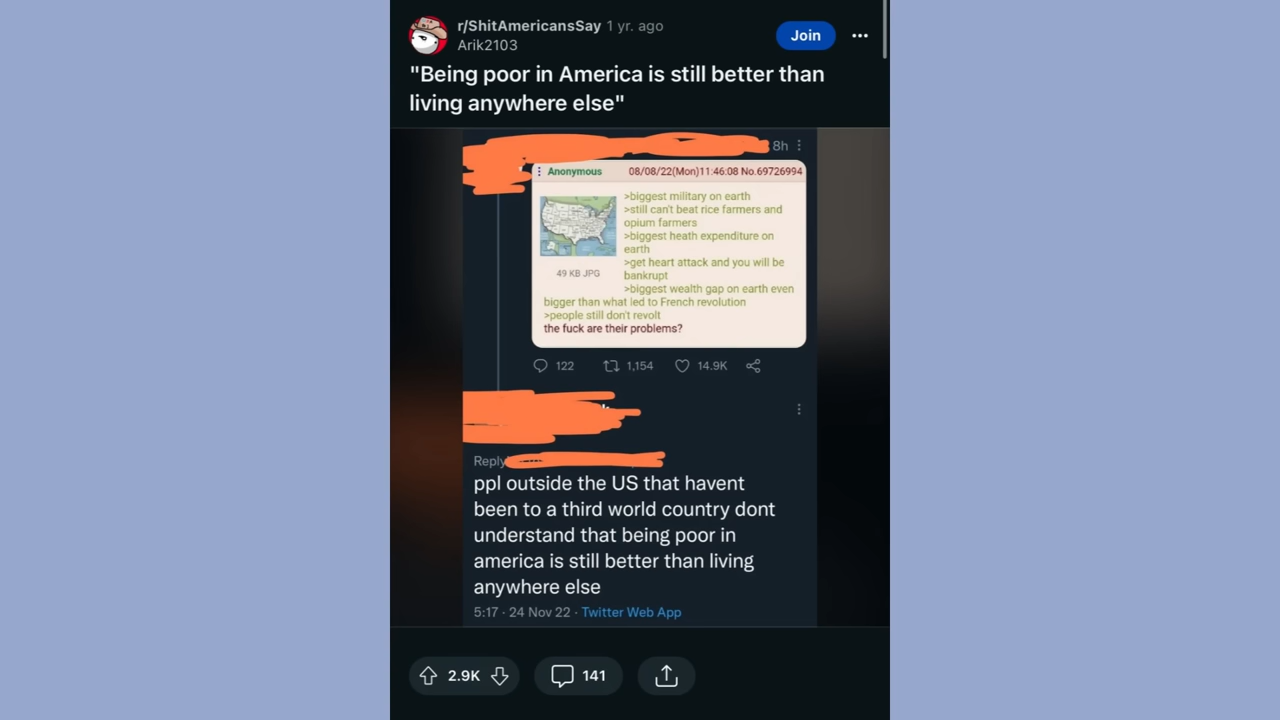 r/ShitAmericansSay 1 yr. ago
Arik2103
Join
"Being poor in America is still better than
living anywhere else"
8h
Anonymous 08/08/22(Mon)11:46:08 No.69726994
>biggest military on earth
>still can't beat rice farmers and
opium farmers
>biggest heath expenditure on
earth
>get heart attack and you will be
bankrupt
49 KB JPG
>biggest wealth gap on earth even
bigger than what led to French revolution
>people still don't revolt
the fuck are their problems?
122 1,154 14.9K
Reply
ppl outside the US that havent
been to a third world country dont
understand that being poor in
america is still better than living
anywhere else
5:17 · 24 Nov 22 · Twitter Web App
2.9K 141